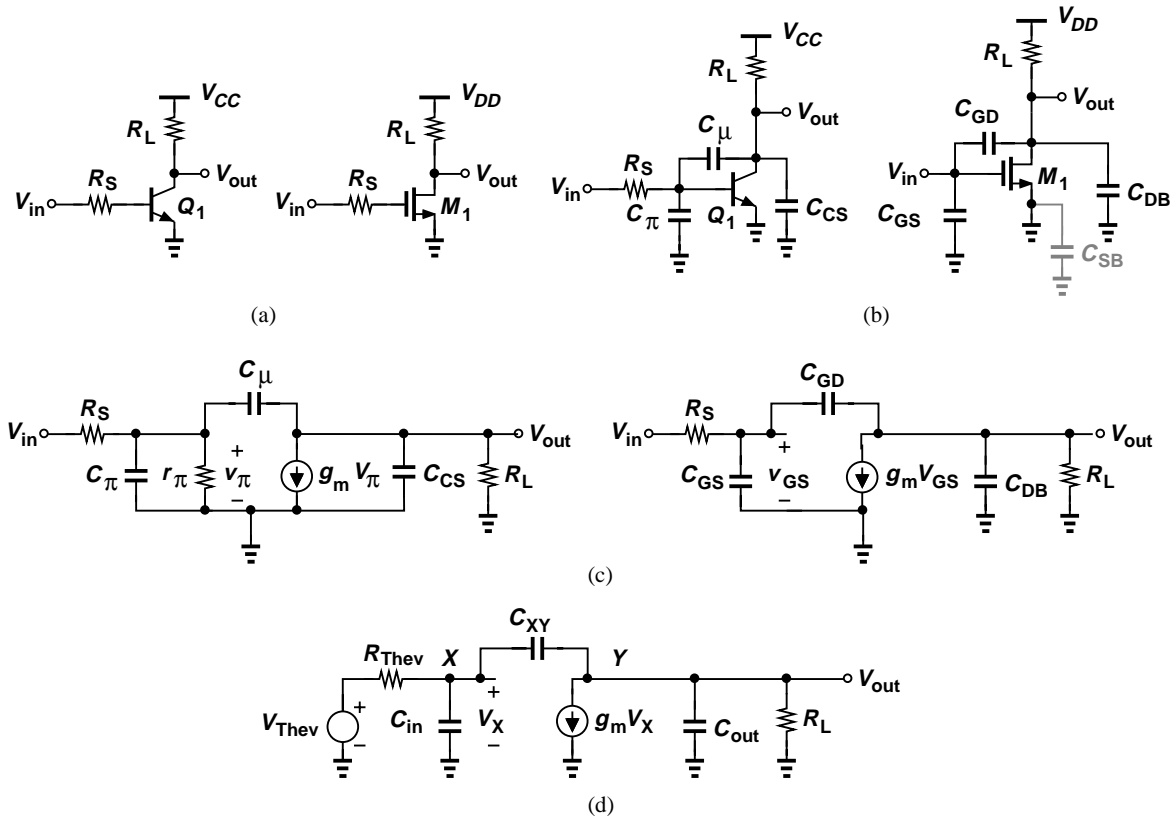 V_CC
R_L
V_out
V_in
R_S
Q_1
V_DD
R_L
V_out
V_in
R_S
M_1
(a)
V_CC
R_L
V_out
C_μ
R_S
V_in
C_π
Q_1
C_CS
V_DD
R_L
V_out
C_GD
V_in
M_1
C_GS
C_DB
C_SB
(b)
C_μ
R_S
V_in
V_out
C_π
r_π
+
v_π
−
g_m V_π
C_CS
R_L
C_GD
R_S
V_in
V_out
C_GS
+
v_GS
−
g_m V_GS
C_DB
R_L
(c)
C_XY
R_Thev
X
Y
V_out
V_Thev
+
−
C_in
+
V_X
−
g_m V_X
C_out
R_L
(d)